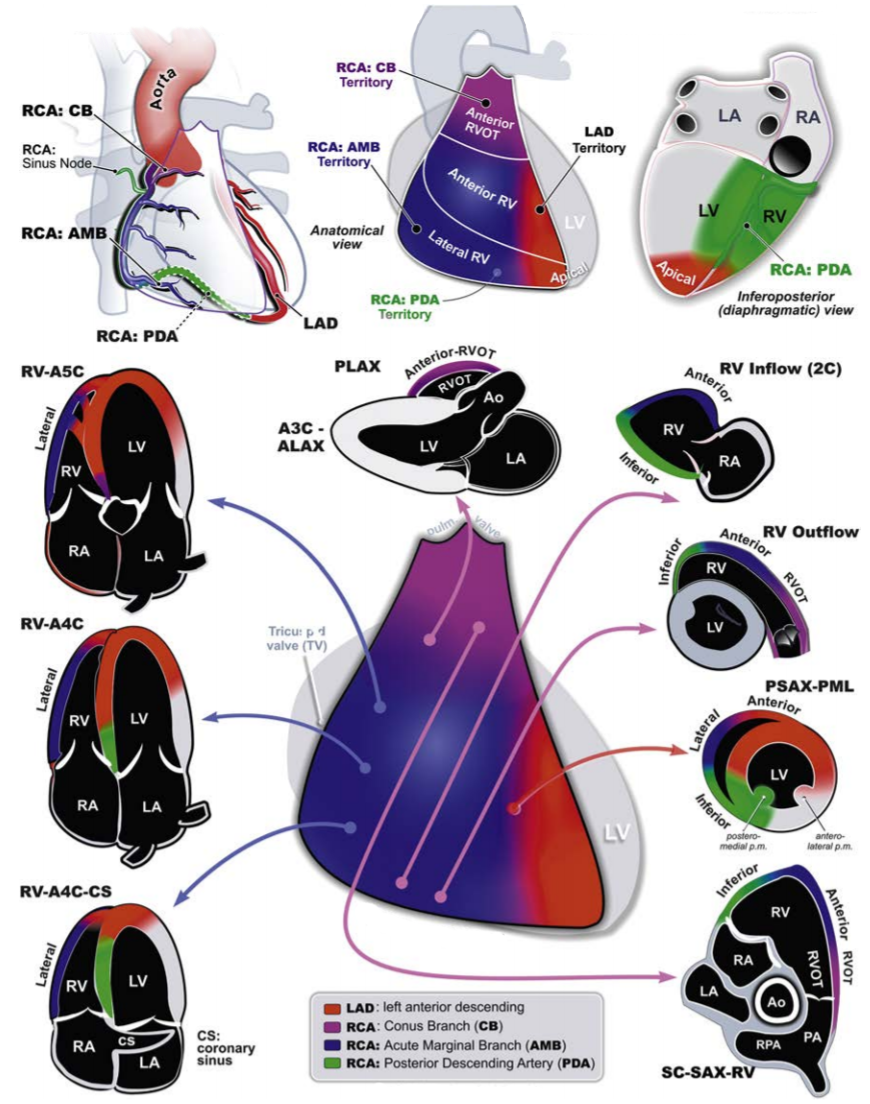 Aorta
RCA: CB
RCA:
Sinus Node
RCA: AMB
RCA: PDA
LAD
RCA: CB
Territory
Anterior
RVOT
RCA: AMB
Territory
LAD
Territory
Anterior RV
Anatomical
view
Lateral RV
LV
Apical
RCA: PDA
Territory
LA
RA
LV
RV
Apical
RCA: PDA
Inferoposterior
(diaphragmatic) view
RV-A5C
Lateral
LV
RV
RA
LA
PLAX
Anterior-RVOT
RVOT
Ao
A3C -
ALAX
LV
LA
RV Inflow (2C)
Anterior
RV
RA
Inferior
pulm. valve
RV Outflow
Inferior
Anterior
RVOT
RV
LV
RV-A4C
Lateral
RV
LV
RA
LA
Tricuspid
valve (TV)
LV
PSAX-PML
Anterior
Lateral
LV
Inferior
postero-
medial p.m.
antero-
lateral p.m.
RV-A4C-CS
Lateral
RV
LV
RA
CS
LA
CS:
coronary
sinus
LAD: left anterior descending
RCA: Conus Branch (CB)
RCA: Acute Marginal Branch (AMB)
RCA: Posterior Descending Artery (PDA)
Inferior
Anterior
RVOT
RV
RA
RVOT
LA
Ao
PA
RPA
SC-SAX-RV